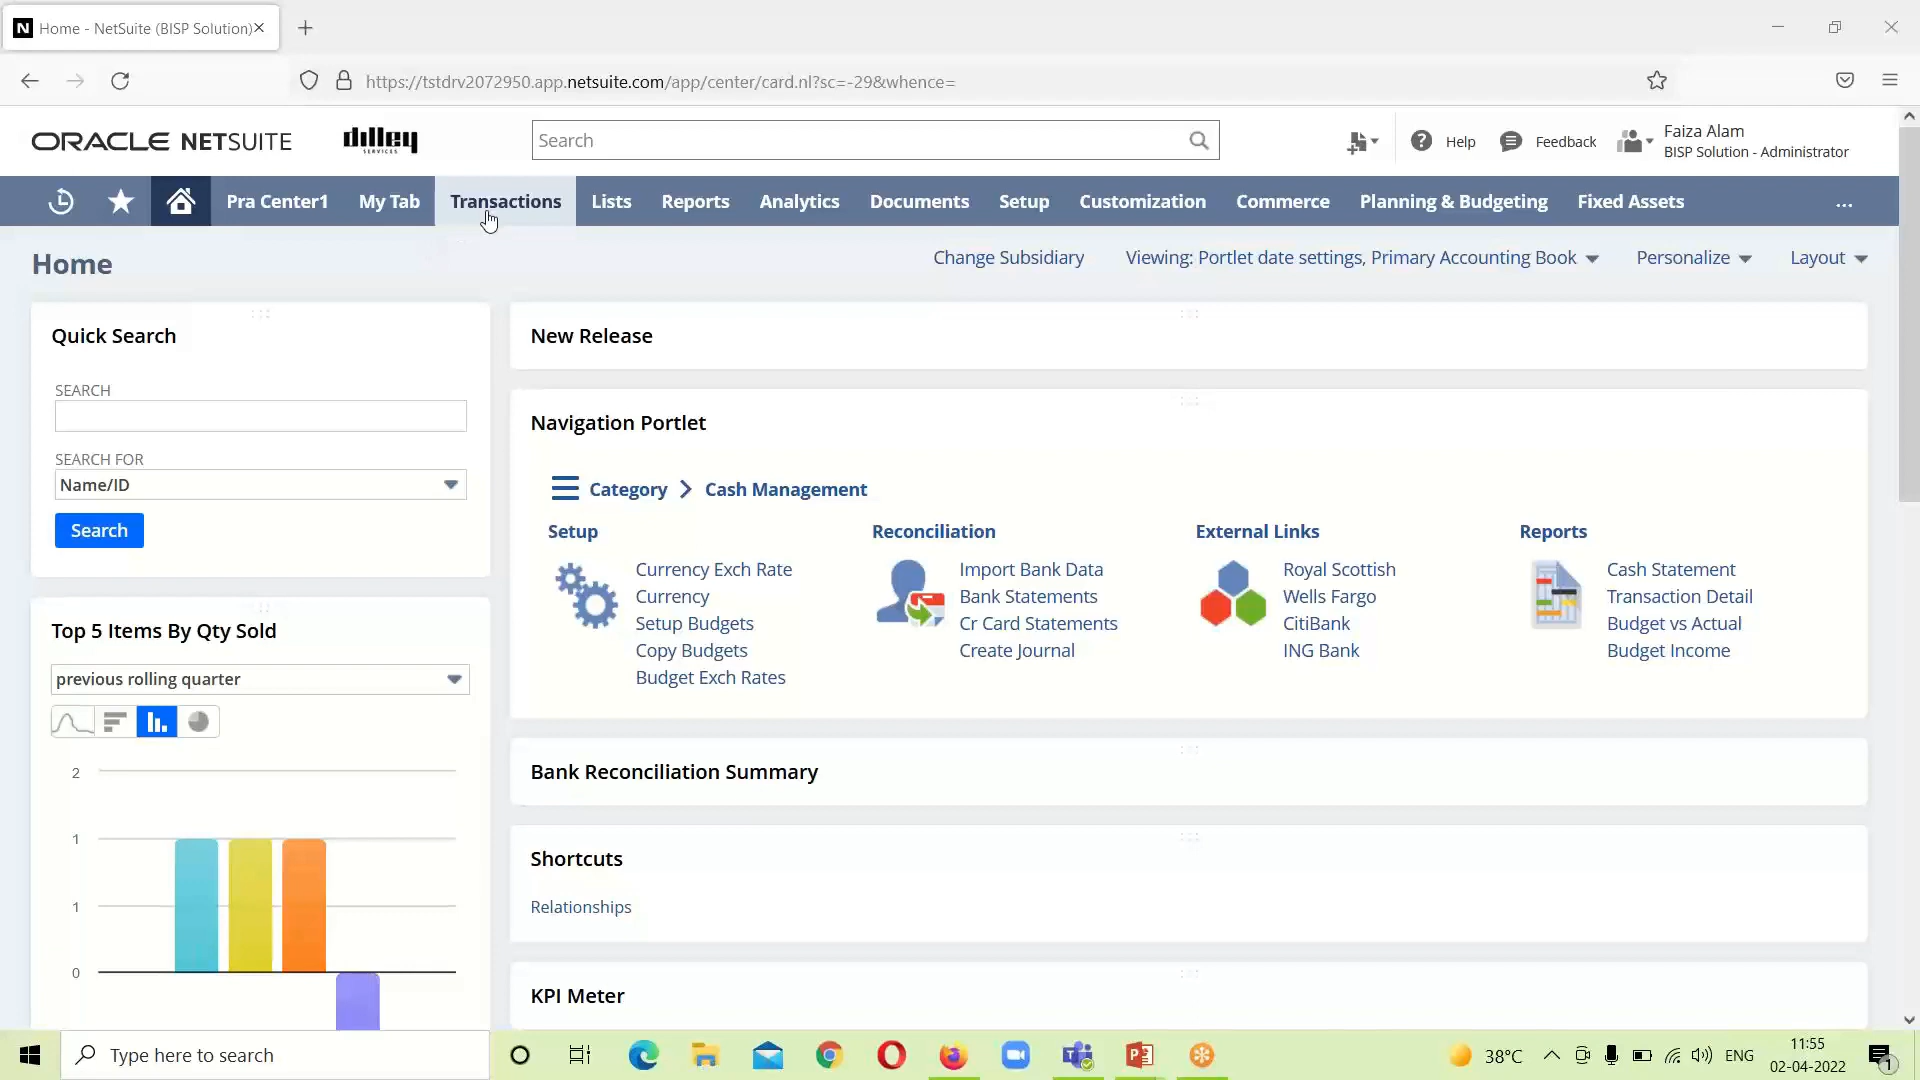 N Home - NetSuite (BISP Solution)
https://tstdrv2072950.app.netsuite.com/app/center/card.nl?sc=-29&whence=
ORACLE NETSUITE
dilley
SERVICES
Search
Help
Feedback
Faiza Alam
BISP Solution - Administrator
Pra Center1
My Tab
Transactions
Lists
Reports
Analytics
Documents
Setup
Customization
Commerce
Planning & Budgeting
Fixed Assets
...
Home
Change Subsidiary
Viewing: Portlet date settings, Primary Accounting Book
Personalize
Layout
Quick Search
SEARCH
SEARCH FOR
Name/ID
Search
Top 5 Items By Qty Sold
previous rolling quarter
2
1
1
0
New Release
Navigation Portlet
Category > Cash Management
Setup
Currency Exch Rate
Currency
Setup Budgets
Copy Budgets
Budget Exch Rates
Reconciliation
Import Bank Data
Bank Statements
Cr Card Statements
Create Journal
External Links
Royal Scottish
Wells Fargo
CitiBank
ING Bank
Reports
Cash Statement
Transaction Detail
Budget vs Actual
Budget Income
Bank Reconciliation Summary
Shortcuts
Relationships
KPI Meter
Type here to search
38°C
ENG
11:55
02-04-2022
1